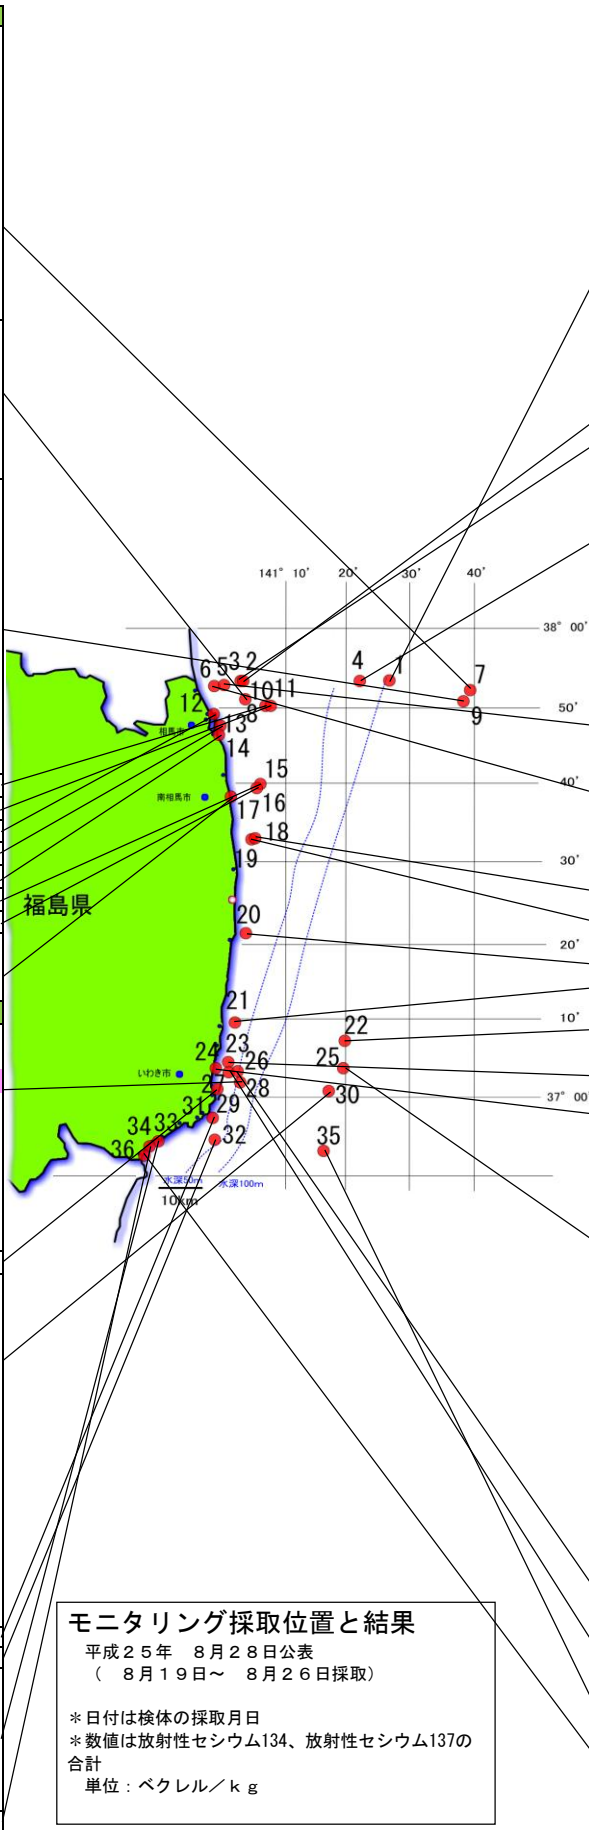 141° 10' 20' 30' 40'
38° 00'
6 5 3 2 4 1 7
10 11 8 9
12
50'
相馬市 13
14
40'
15
南相馬市 17 16
18
30'
19
福島県
20
20'
21
10'
22
23
24 26 25
いわき市
27 28 30
37° 00'
31 29
34 33 32 35
36
水深50m 水深100m
10km
モニタリング採取位置と結果
平成２５年　８月２８日公表
（　８月１９日～　８月２６日採取）
＊日付は検体の採取月日
＊数値は放射性セシウム134、放射性セシウム137の
合計
単位：ベクレル／ｋｇ